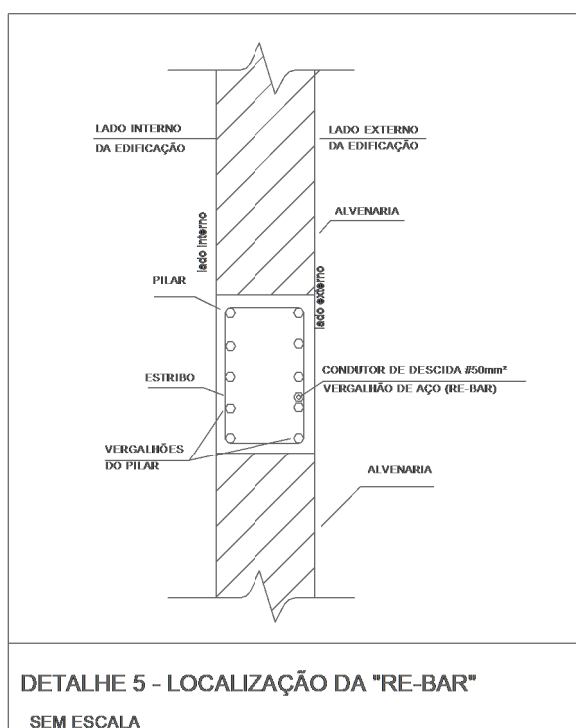 LADO INTERNO
DA EDIFICAÇÃO
LADO EXTERNO
DA EDIFICAÇÃO
ALVENARIA
lado interno
lado externo
PILAR
CONDUTOR DE DESCIDA #50mm²
VERGALHÃO DE AÇO (RE-BAR)
ESTRIBO
VERGALHÕES
DO PILAR
ALVENARIA
DETALHE 5 - LOCALIZAÇÃO DA "RE-BAR"
SEM ESCALA